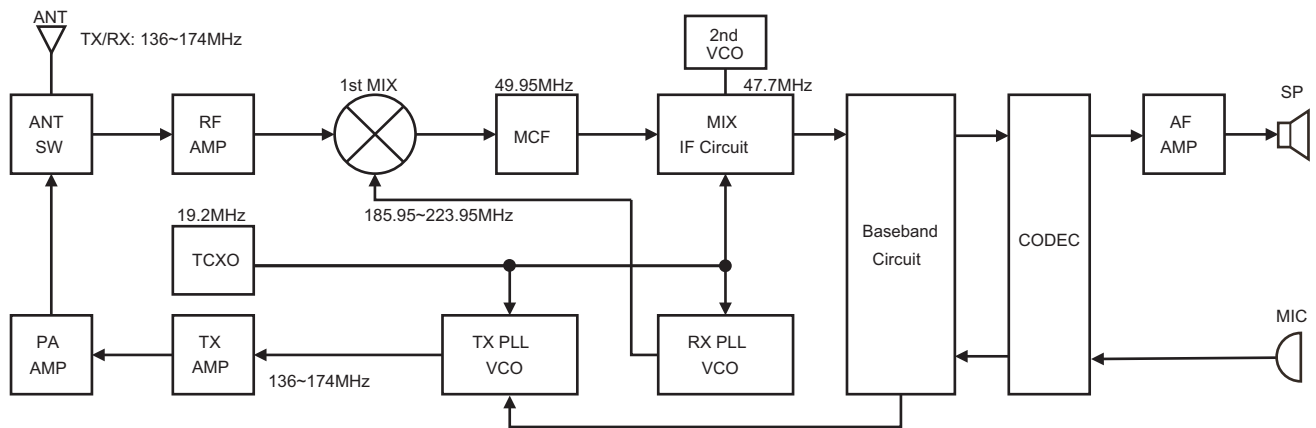 ANT
TX/RX: 136~174MHz
2nd
VCO
1st MIX
49.95MHz
47.7MHz
SP
ANT
SW
RF
AMP
MCF
MIX
IF Circuit
AF
AMP
185.95~223.95MHz
19.2MHz
TCXO
Baseband
Circuit
CODEC
MIC
PA
AMP
TX
AMP
TX PLL
VCO
RX PLL
VCO
136~174MHz